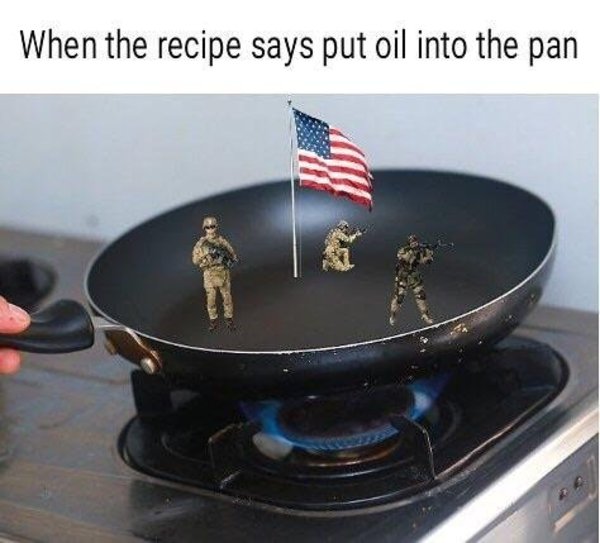 When the recipe says put oil into the pan